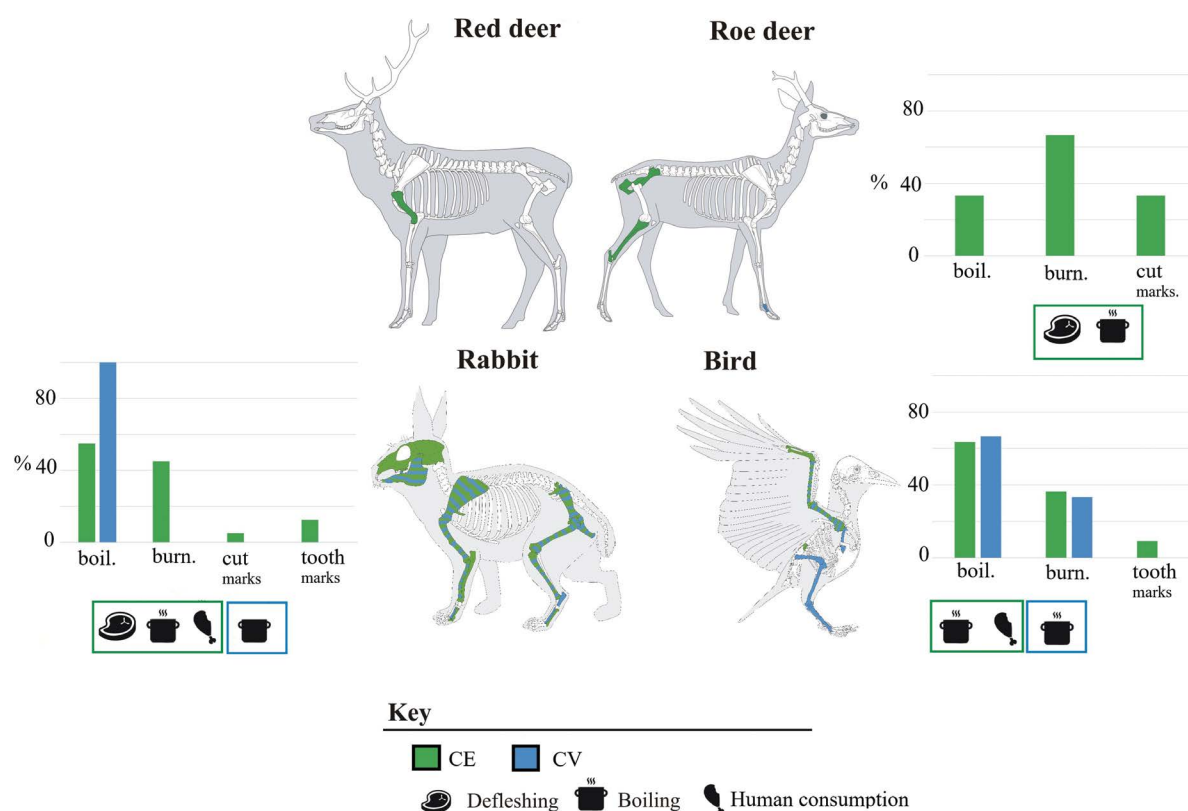 Red deer
Roe deer
80
% 40
0
boil.
burn.
cut
marks.
Rabbit
Bird
80
% 40
0
boil.
burn.
cut
marks
tooth
marks
80
40
0
boil.
burn.
tooth
marks
Key
CE
CV
Defleshing
Boiling
Human consumption